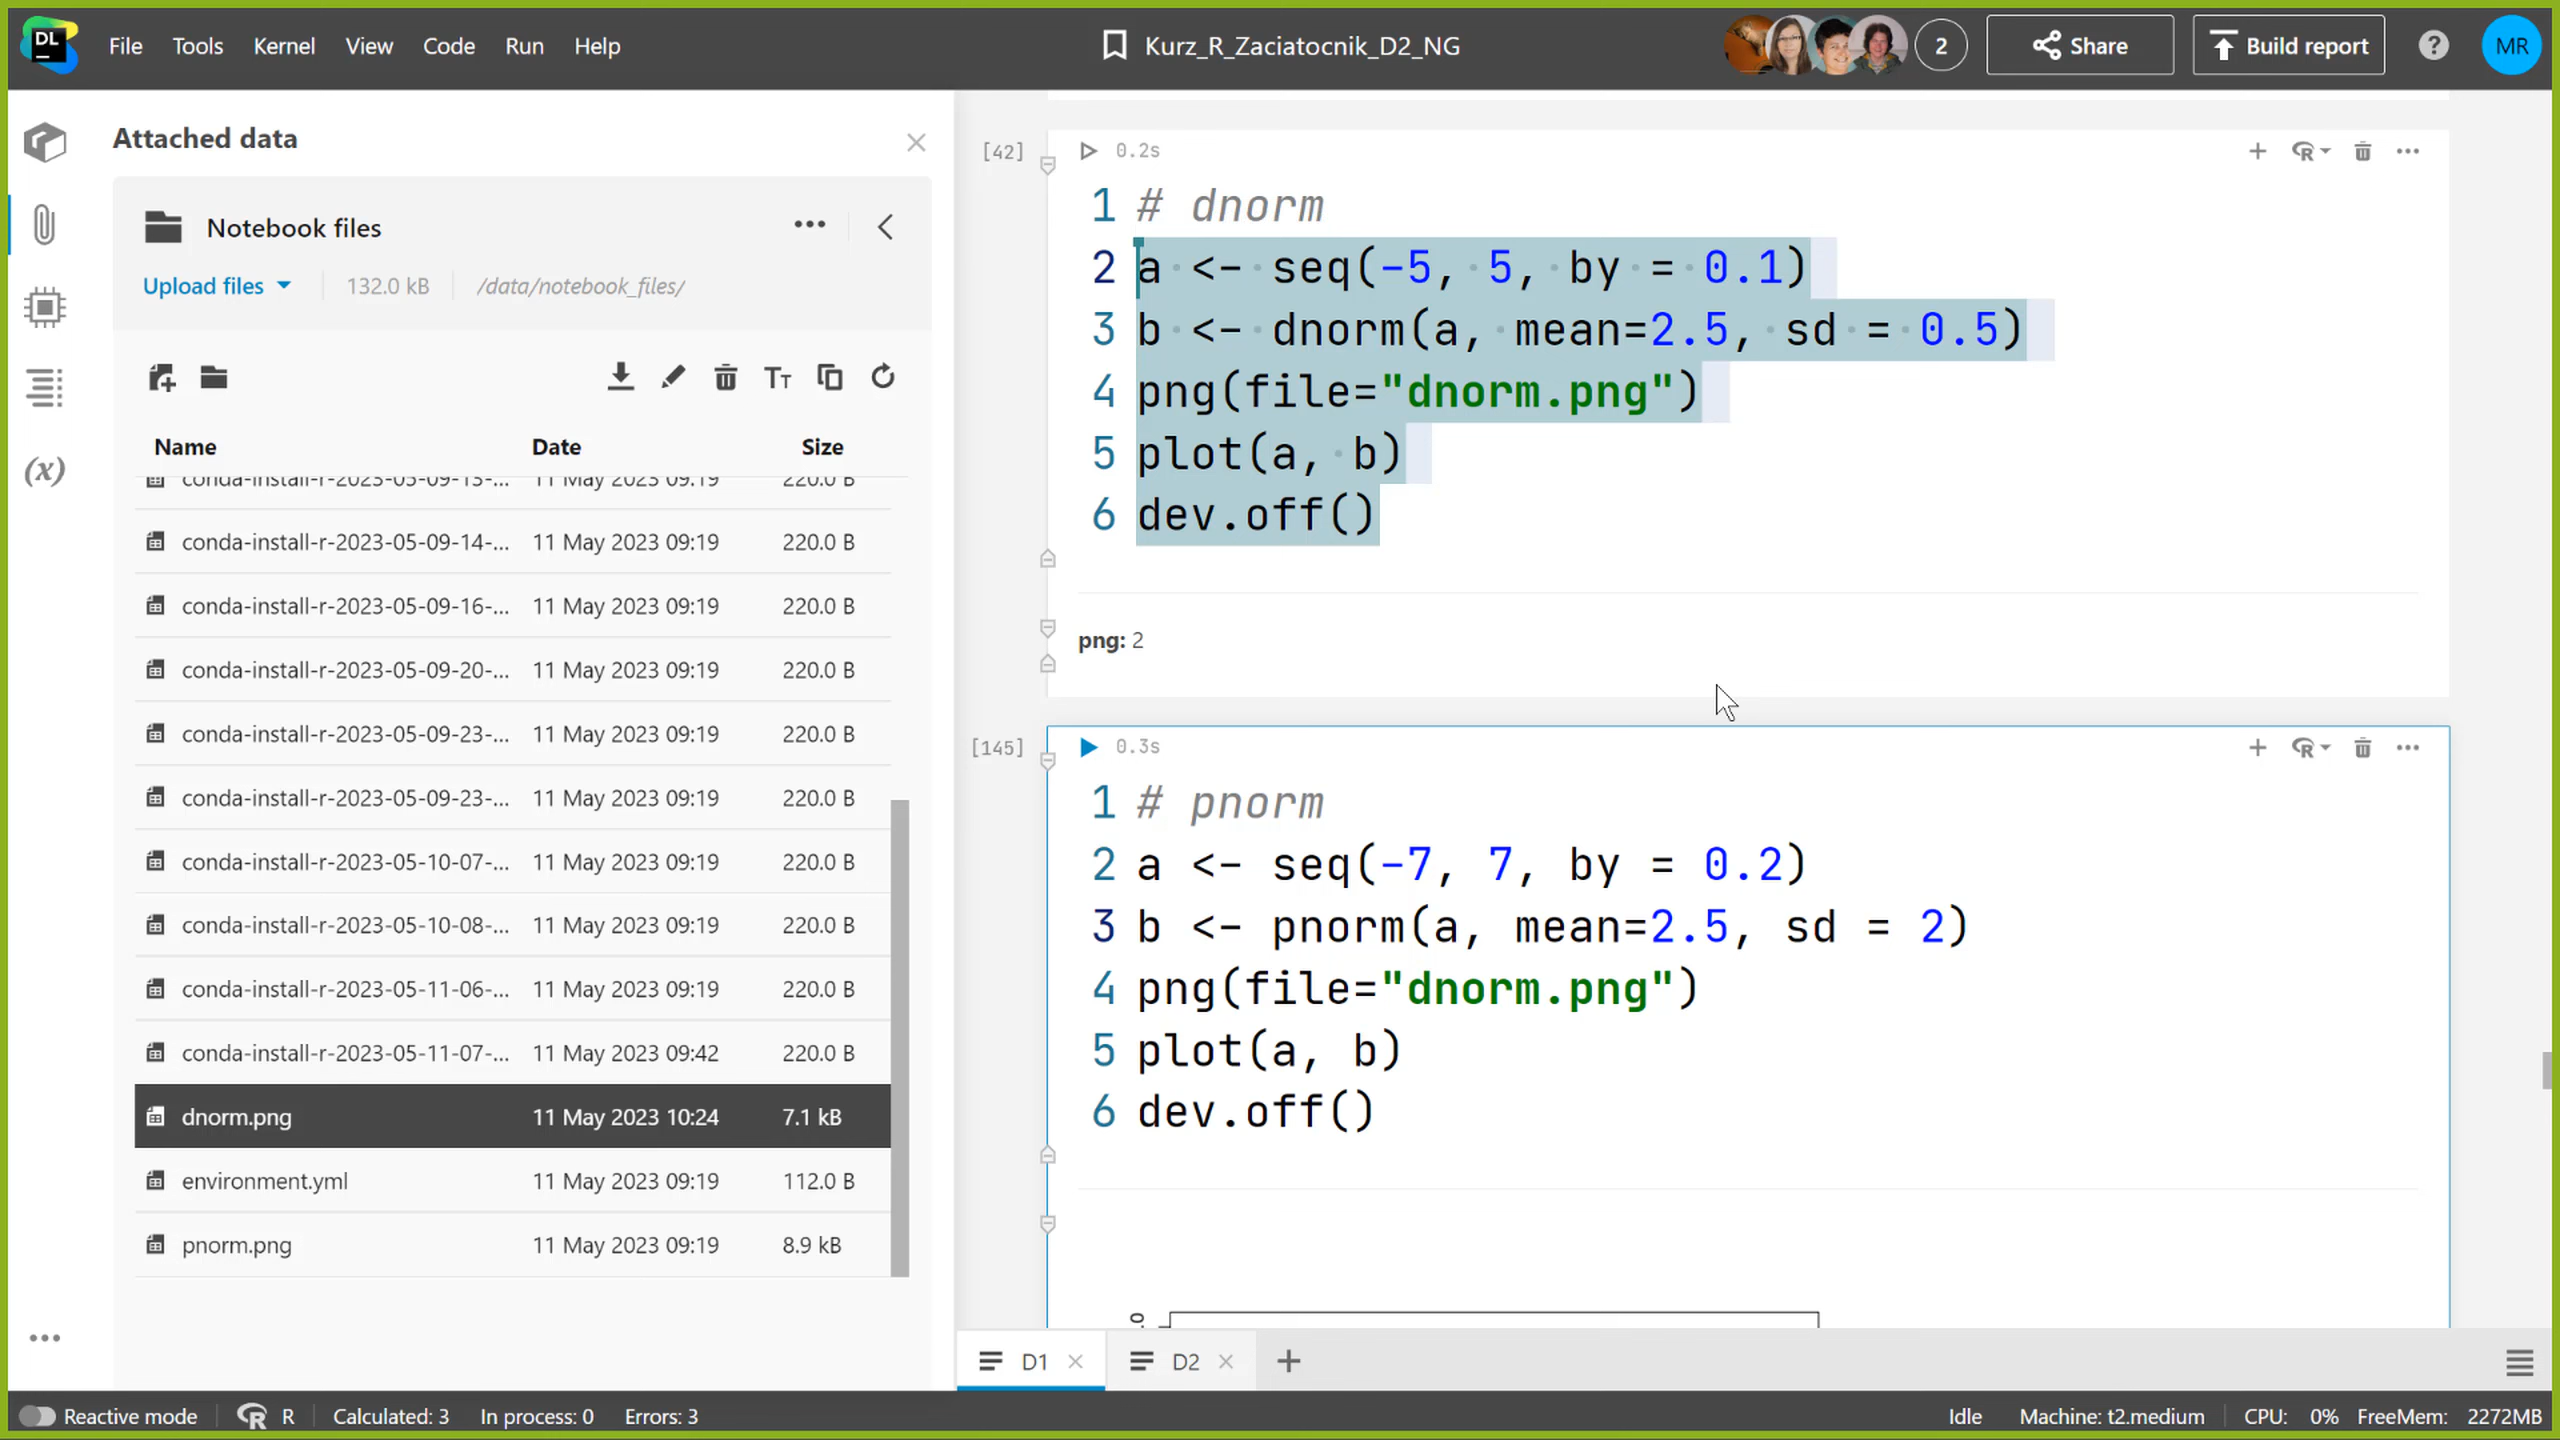 DL
File Tools Kernel View Code Run Help
Kurz_R_Zaciatocnik_D2_NG
2
Share
Build report
?
MR
Attached data
Notebook files
Upload files
132.0 kB
/data/notebook_files/
Name Date Size
conda-install-r-2023-05-09-13-... 11 May 2023 09:19 220.0 B
conda-install-r-2023-05-09-14-... 11 May 2023 09:19 220.0 B
conda-install-r-2023-05-09-16-... 11 May 2023 09:19 220.0 B
conda-install-r-2023-05-09-20-... 11 May 2023 09:19 220.0 B
conda-install-r-2023-05-09-23-... 11 May 2023 09:19 220.0 B
conda-install-r-2023-05-09-23-... 11 May 2023 09:19 220.0 B
conda-install-r-2023-05-10-07-... 11 May 2023 09:19 220.0 B
conda-install-r-2023-05-10-08-... 11 May 2023 09:19 220.0 B
conda-install-r-2023-05-11-06-... 11 May 2023 09:19 220.0 B
conda-install-r-2023-05-11-07-... 11 May 2023 09:42 220.0 B
dnorm.png 11 May 2023 10:24 7.1 kB
environment.yml 11 May 2023 09:19 112.0 B
pnorm.png 11 May 2023 09:19 8.9 kB
[42] 0.2s
1 # dnorm
2 a <- seq(-5, 5, by = 0.1)
3 b <- dnorm(a, mean=2.5, sd = 0.5)
4 png(file="dnorm.png")
5 plot(a, b)
6 dev.off()
png: 2
[145] 0.3s
1 # pnorm
2 a <- seq(-7, 7, by = 0.2)
3 b <- pnorm(a, mean=2.5, sd = 2)
4 png(file="dnorm.png")
5 plot(a, b)
6 dev.off()
D1 D2
Reactive mode R Calculated: 3 In process: 0 Errors: 3
Idle Machine: t2.medium CPU: 0% FreeMem: 2272MB